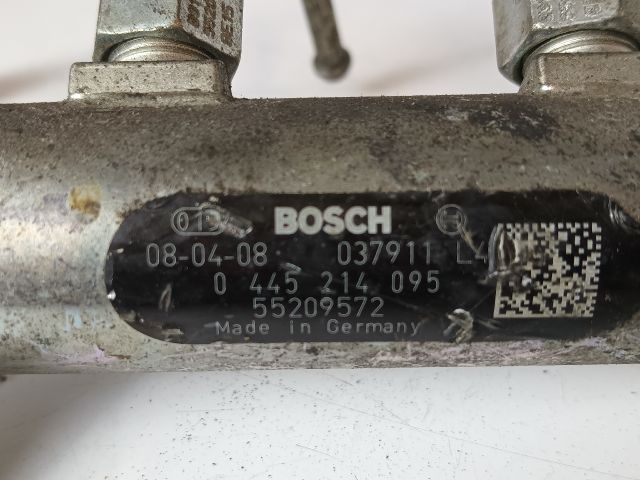 BOSCH
08-04-08 037911 L4
0 445 214 095
55209572
Made in Germany